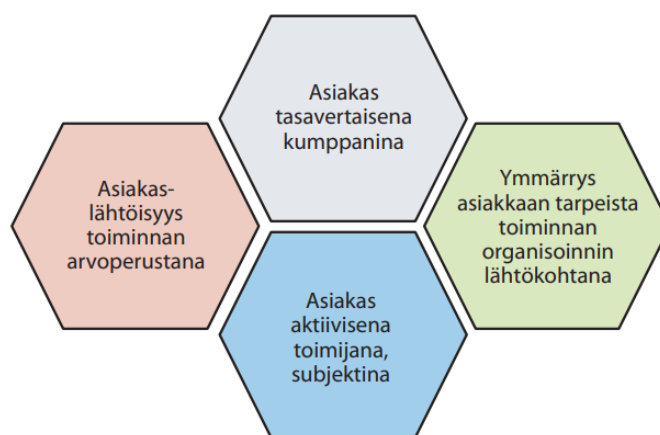 Asiakas
tasavertaisena
kumppanina
Asiakas-
lähtöisyys
toiminnan
arvoperustana
Ymmärrys
asiakkaan tarpeista
toiminnan
organisoinnin
lähtökohtana
Asiakas
aktiivisena
toimijana,
subjektina